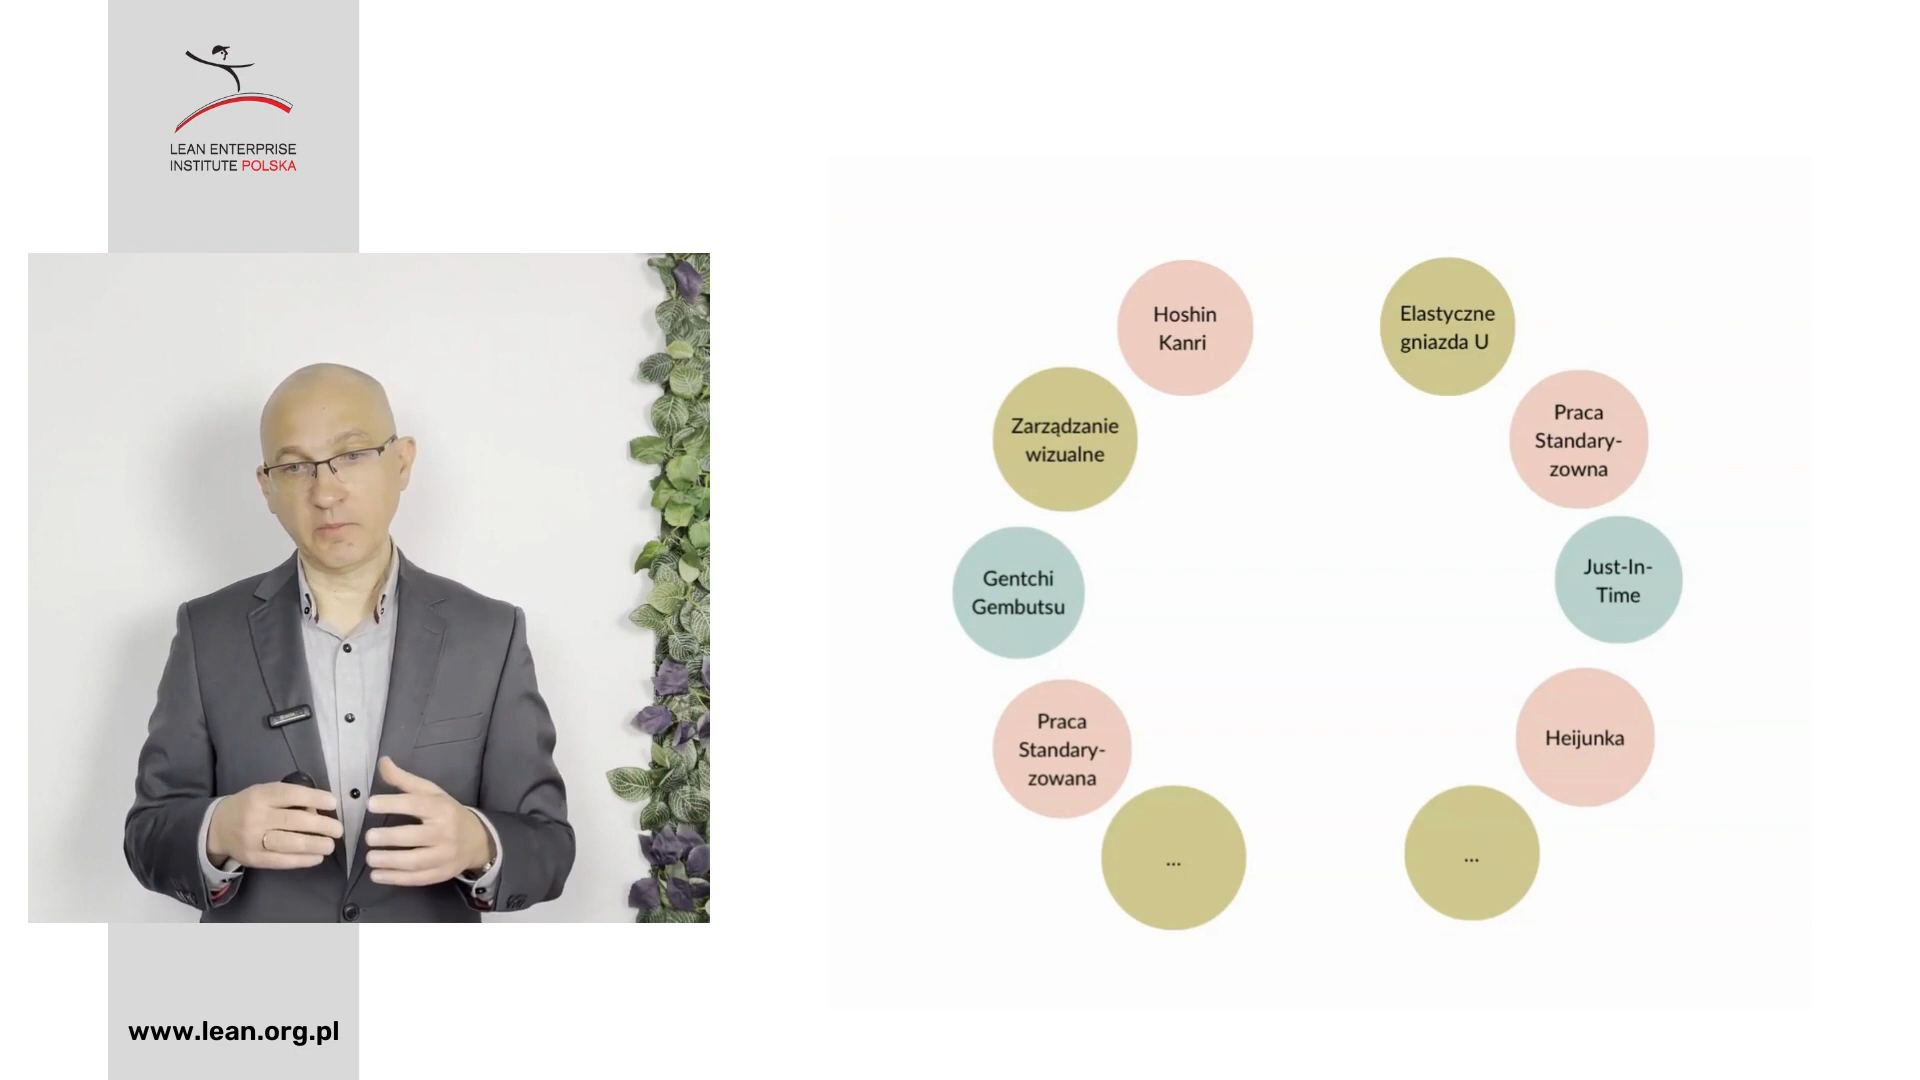 LEAN ENTERPRISE
INSTITUTE POLSKA
Hoshin
Kanri
Elastyczne
gniazda U
Zarządzanie
wizualne
Praca
Standary-
zowna
Gentchi
Gembutsu
Just-In-
Time
Praca
Standary-
zowana
Heijunka
...
...
www.lean.org.pl